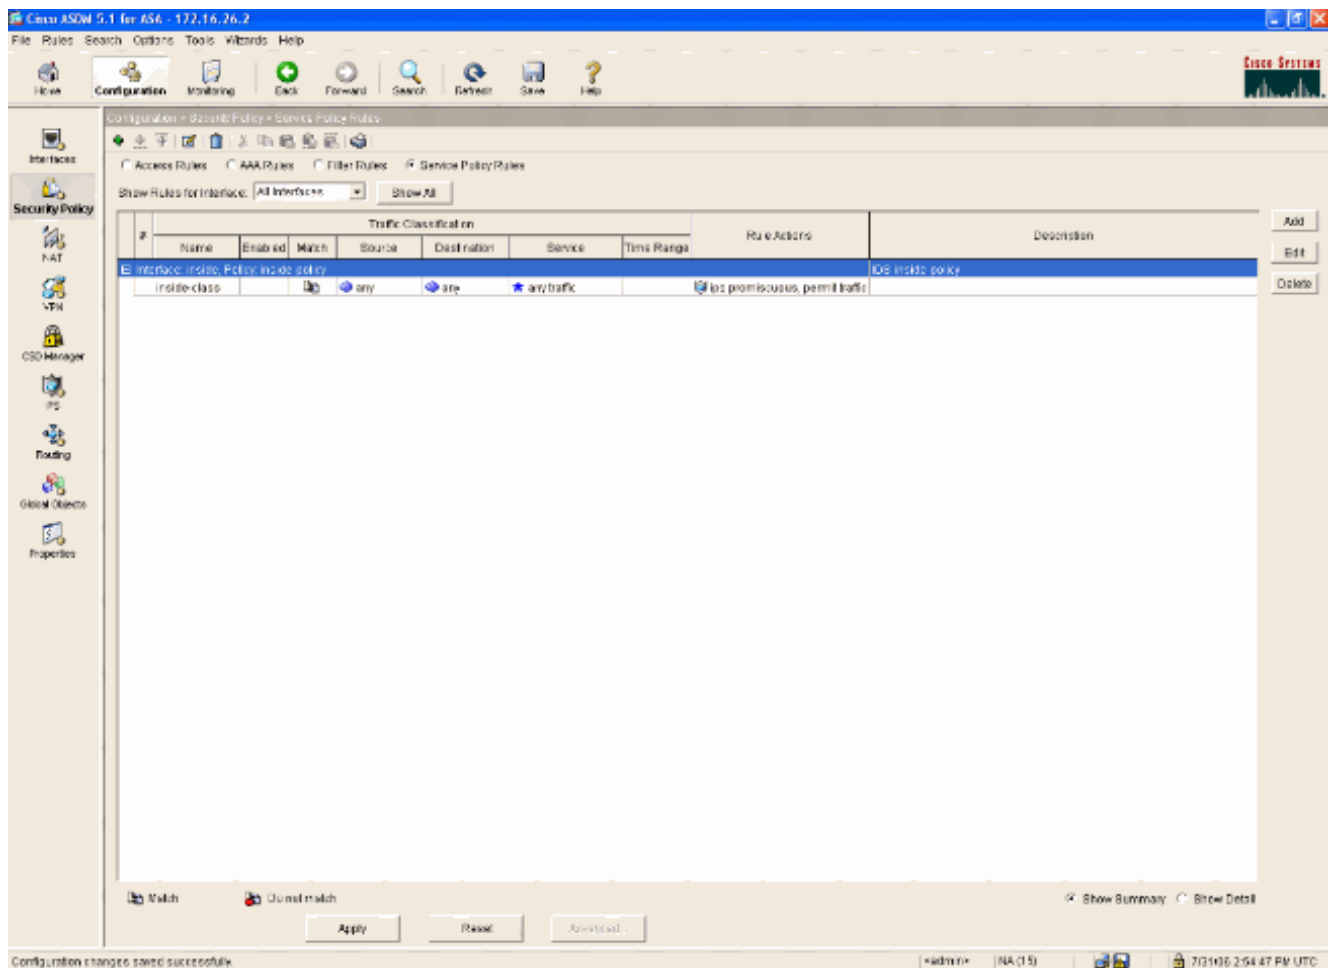 Cisco ASDM 5.1 for ASA - 172.16.26.2
File Rules Search Options Tools Wizards Help
Home Configuration Monitoring Back Forward Search Refresh Save Help
CISCO SYSTEMS
Configuration > Security Policy > Service Policy Rules
Interfaces
Security Policy
NAT
VPN
CSD Manager
IPS
Routing
Global Objects
Properties
Access Rules AAA Rules Filter Rules Service Policy Rules
Show Rules for Interface: All Interfaces Show All
Traffic Classification
# Name Enabled Match Source Destination Service Time Range Rule Actions Description
Interface: inside, Policy: inside-policy IDS inside policy
inside-class any any any traffic ips promiscuous, permit traffic
Add
Edit
Delete
Match Do not match Show Summary Show Detail
Apply Reset Advanced...
Configuration changes saved successfully. <admin> NA (15) 7/31/06 2:54:47 PM UTC